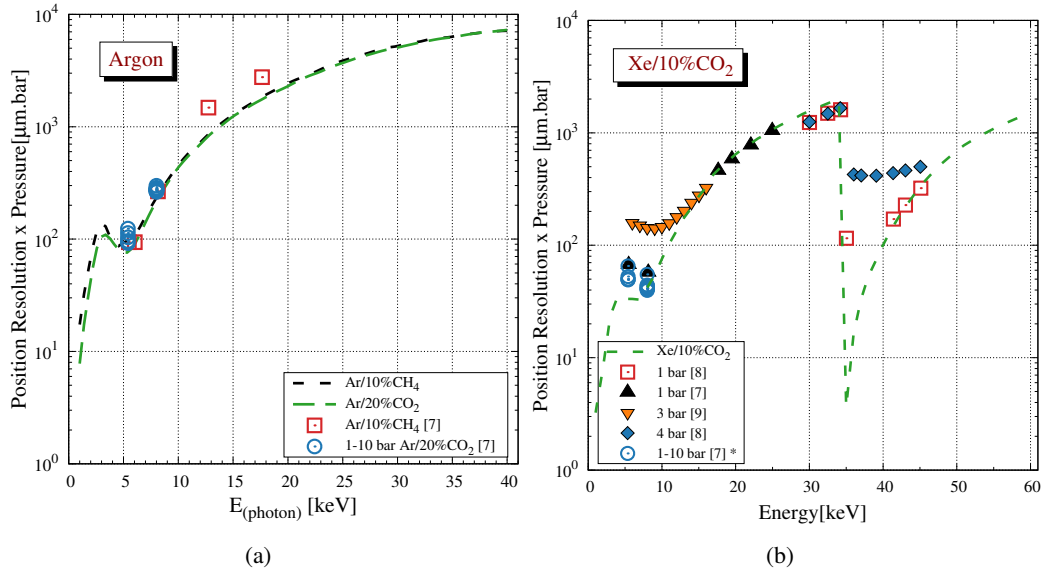 Argon
Position Resolution x Pressure[µm.bar]
10⁴
10³
10²
10¹
10⁰
Ar/10%CH₄
Ar/20%CO₂
Ar/10%CH₄ [7]
1-10 bar Ar/20%CO₂ [7]
0 5 10 15 20 25 30 35 40
E(photon) [keV]
(a)
Xe/10%CO₂
Position Resolution x Pressure [µm.bar]
10⁴
10³
10²
10¹
10⁰
Xe/10%CO₂
1 bar [8]
1 bar [7]
3 bar [9]
4 bar [8]
1-10 bar [7] *
0 10 20 30 40 50 60
Energy[keV]
(b)